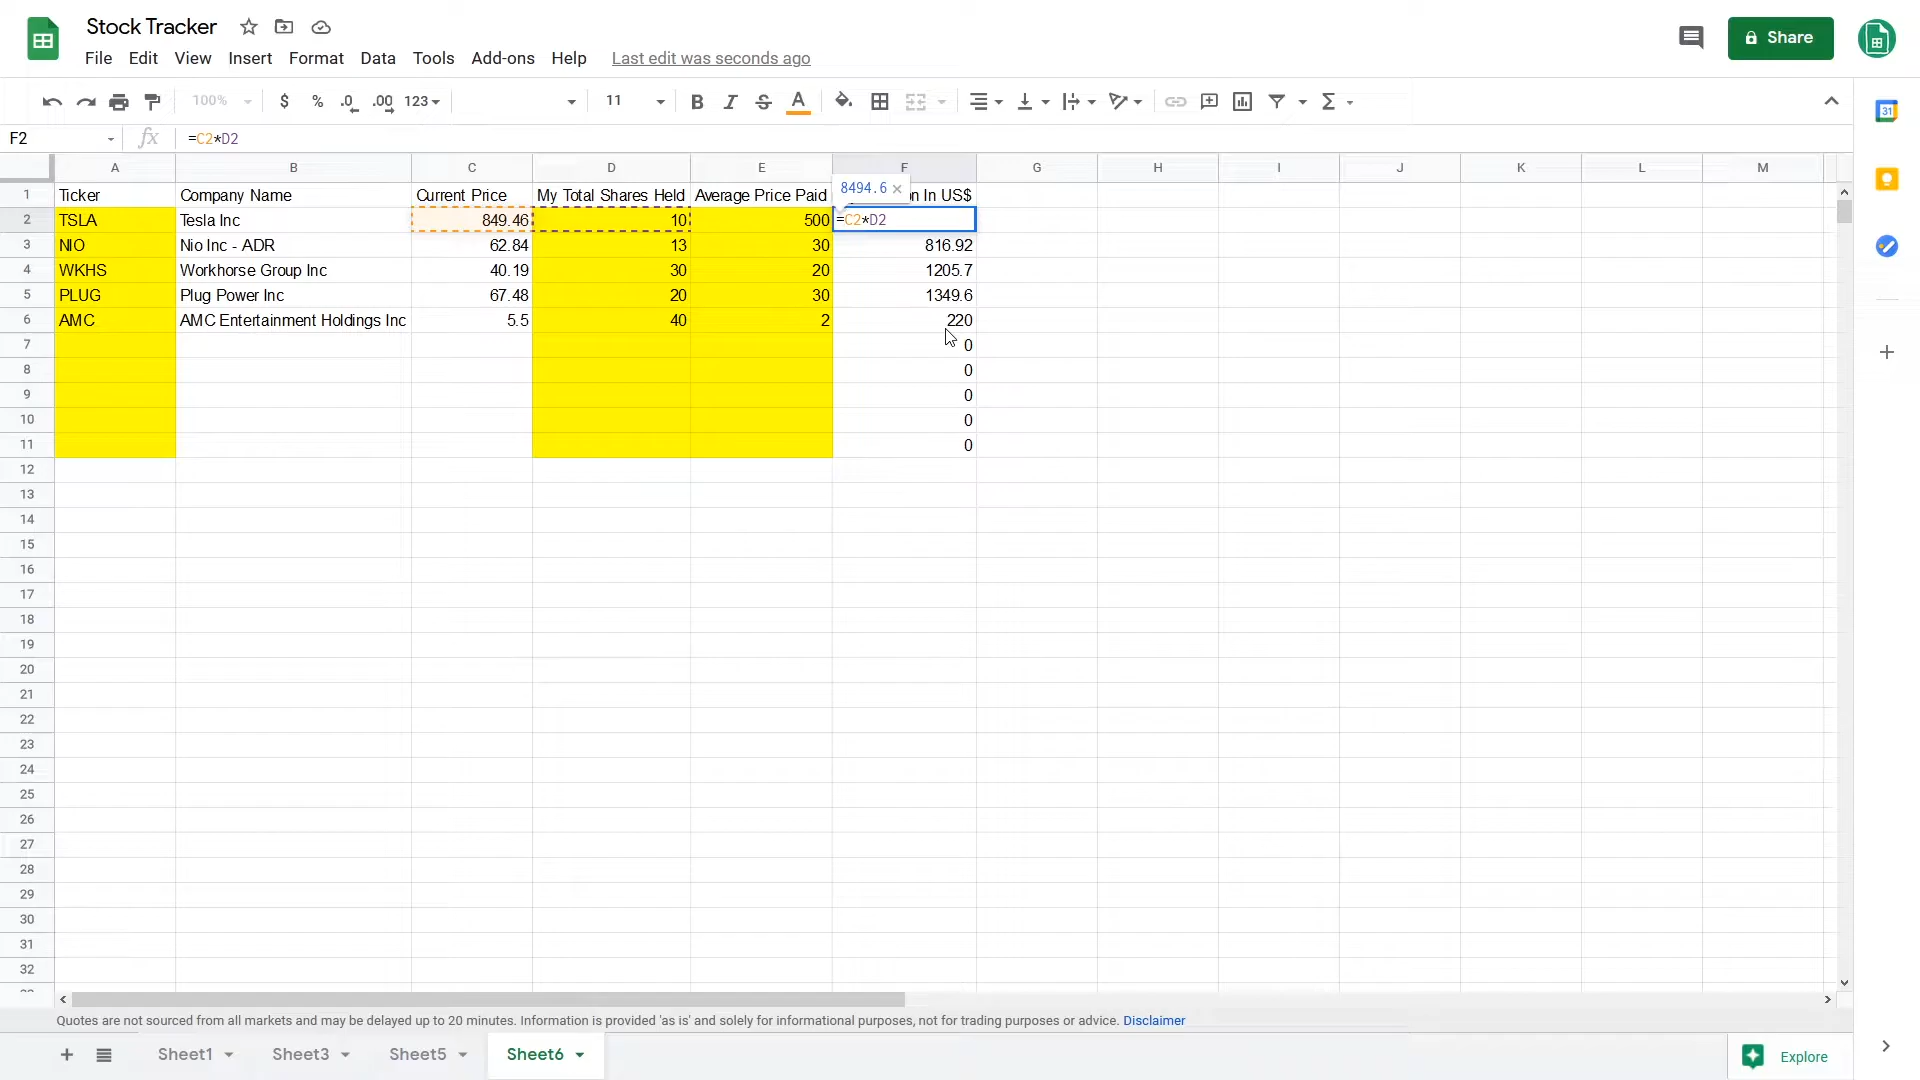 Stock Tracker
File Edit View Insert Format Data Tools Add-ons Help Last edit was seconds ago
Share
100% $ % .0 .00 123 11 B I S A Σ
31
F2 fx =C2*D2
A B C D E F G H I J K L M
8494.6 ×
1 Ticker Company Name Current Price My Total Shares Held Average Price Paid In US$
2 TSLA Tesla Inc 849.46 10 500 =C2*D2
3 NIO Nio Inc - ADR 62.84 13 30 816.92
4 WKHS Workhorse Group Inc 40.19 30 20 1205.7
5 PLUG Plug Power Inc 67.48 20 30 1349.6
6 AMC AMC Entertainment Holdings Inc 5.5 40 2 220
7 0
8 0
9 0
10 0
11 0
12
13
14
15
16
17
18
19
20
21
22
23
24
25
26
27
28
29
30
31
32
Quotes are not sourced from all markets and may be delayed up to 20 minutes. Information is provided 'as is' and solely for informational purposes, not for trading purposes or advice. Disclaimer
+ Sheet1 Sheet3 Sheet5 Sheet6 Explore